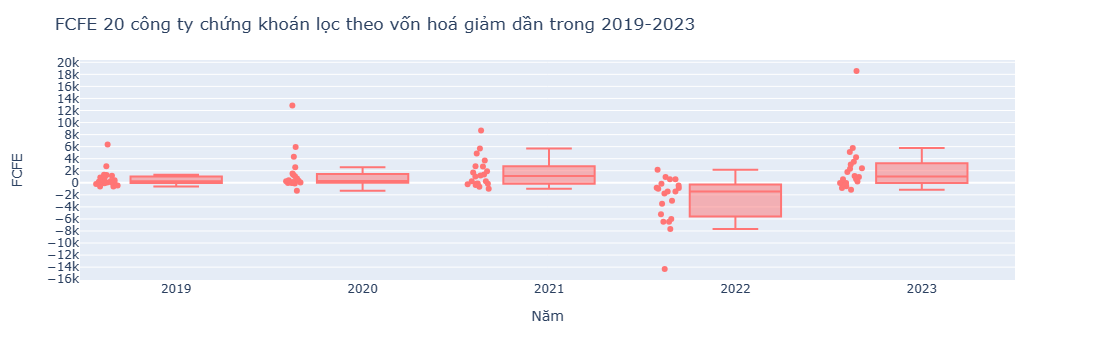 FCFE 20 công ty chứng khoán lọc theo vốn hoá giảm dần trong 2019-2023
FCFE
20k
18k
16k
14k
12k
10k
8k
6k
4k
2k
0
−2k
−4k
−6k
−8k
−10k
−12k
−14k
−16k
2019
2020
2021
2022
2023
Năm